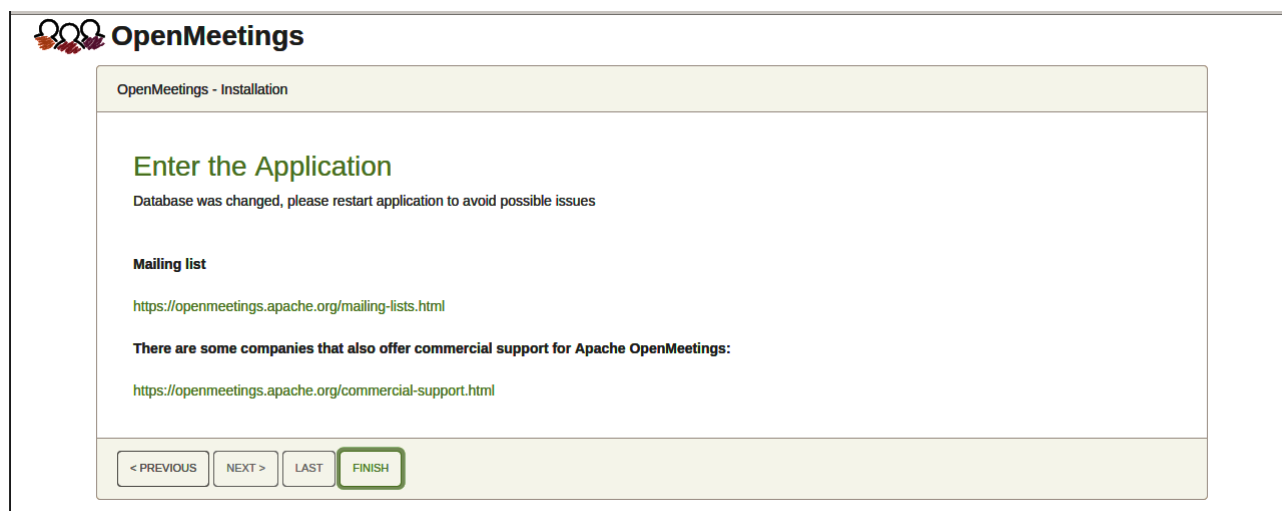 OpenMeetings
OpenMeetings - Installation
Enter the Application
Database was changed, please restart application to avoid possible issues
Mailing list
https://openmeetings.apache.org/mailing-lists.html
There are some companies that also offer commercial support for Apache OpenMeetings:
https://openmeetings.apache.org/commercial-support.html
< PREVIOUS NEXT > LAST FINISH